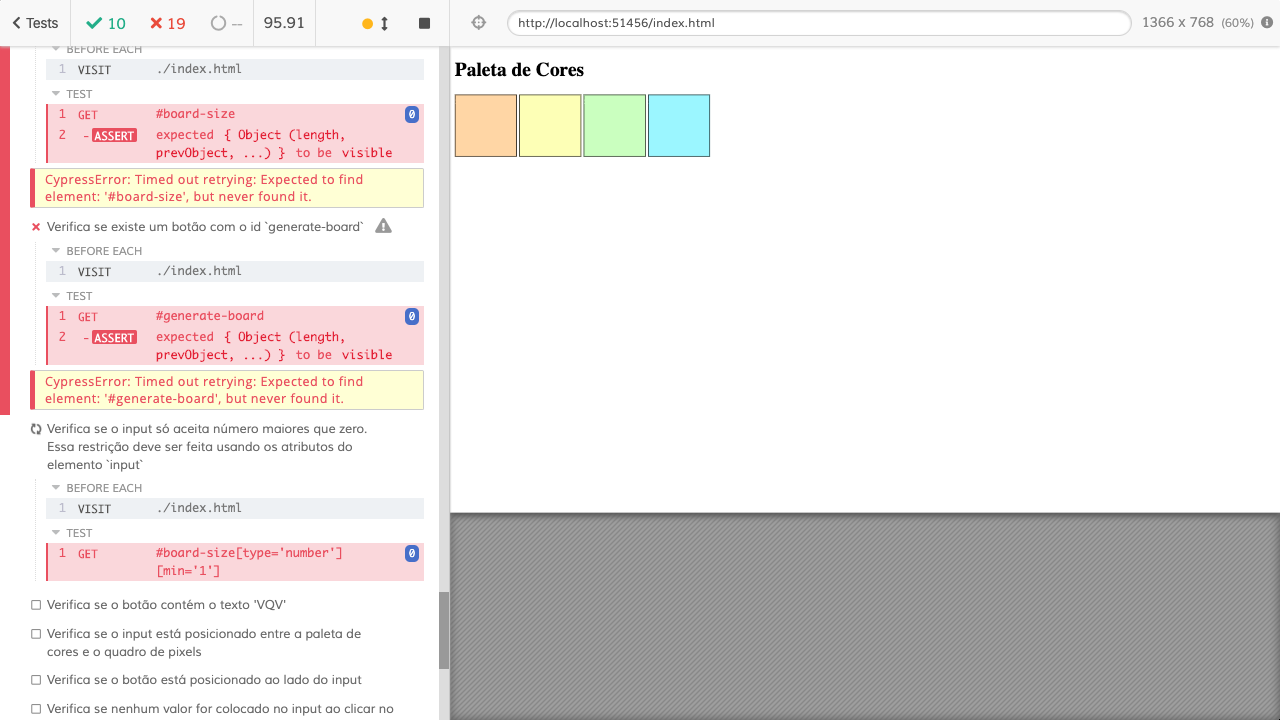 Tests
10
19
--
95.91
http://localhost:51456/index.html
1366 x 768 (60%)
BEFORE EACH
1 VISIT ./index.html
TEST
1 GET #board-size 0
2 -ASSERT expected { Object (length,
prevObject, ...) } to be visible
CypressError: Timed out retrying: Expected to find
element: '#board-size', but never found it.
Verifica se existe um botão com o id `generate-board`
BEFORE EACH
1 VISIT ./index.html
TEST
1 GET #generate-board 0
2 -ASSERT expected { Object (length,
prevObject, ...) } to be visible
CypressError: Timed out retrying: Expected to find
element: '#generate-board', but never found it.
Verifica se o input só aceita número maiores que zero.
Essa restrição deve ser feita usando os atributos do
elemento `input`
BEFORE EACH
1 VISIT ./index.html
TEST
1 GET #board-size[type='number'] 0
[min='1']
Verifica se o botão contém o texto 'VQV'
Verifica se o input está posicionado entre a paleta de
cores e o quadro de pixels
Verifica se o botão está posicionado ao lado do input
Verifica se nenhum valor for colocado no input ao clicar no
Paleta de Cores